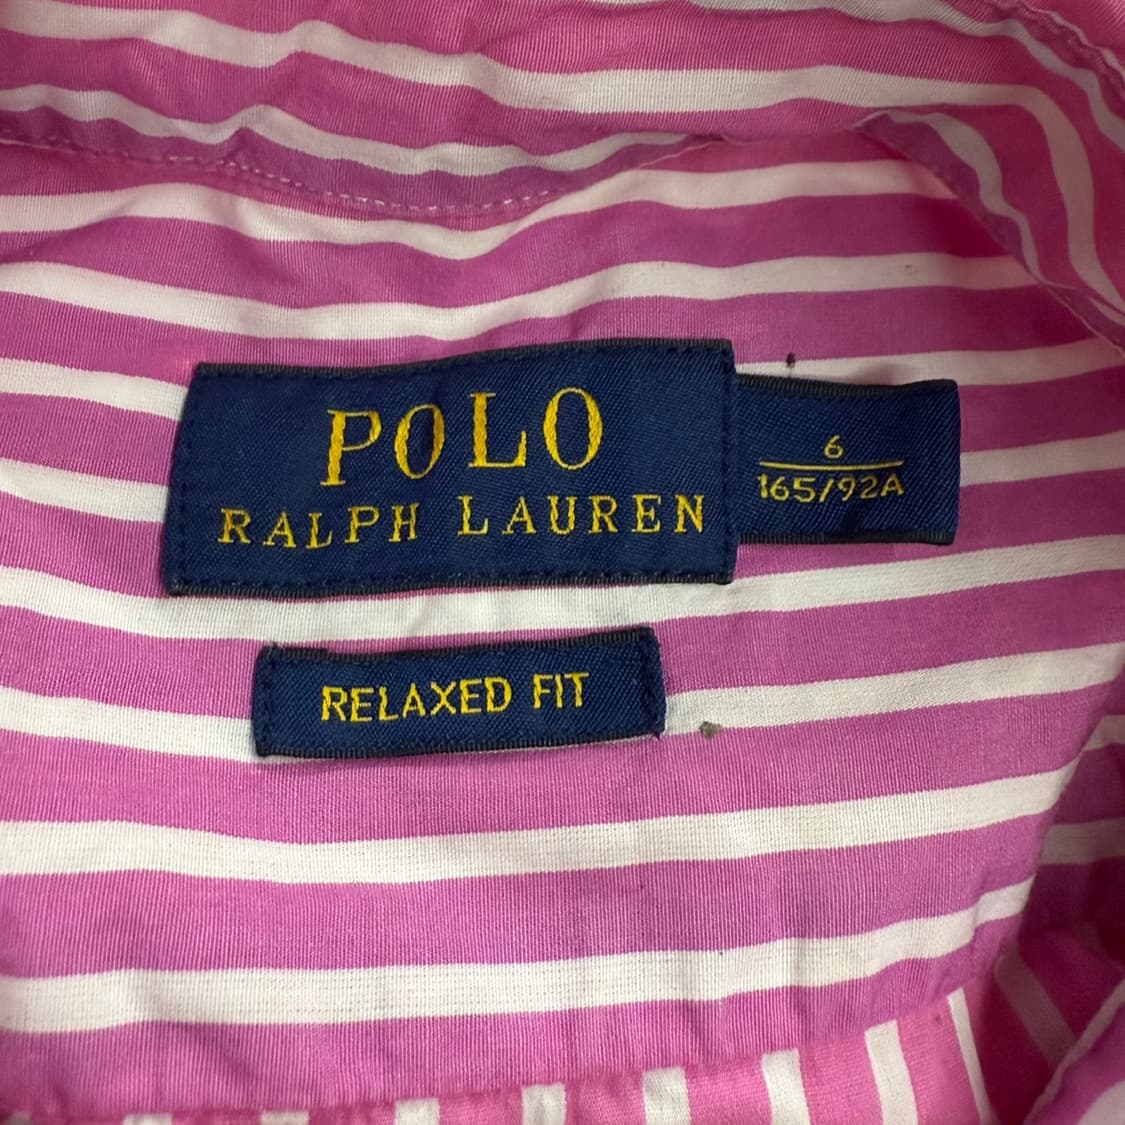 POLO
RALPH LAUREN
6
165/92A
RELAXED FIT